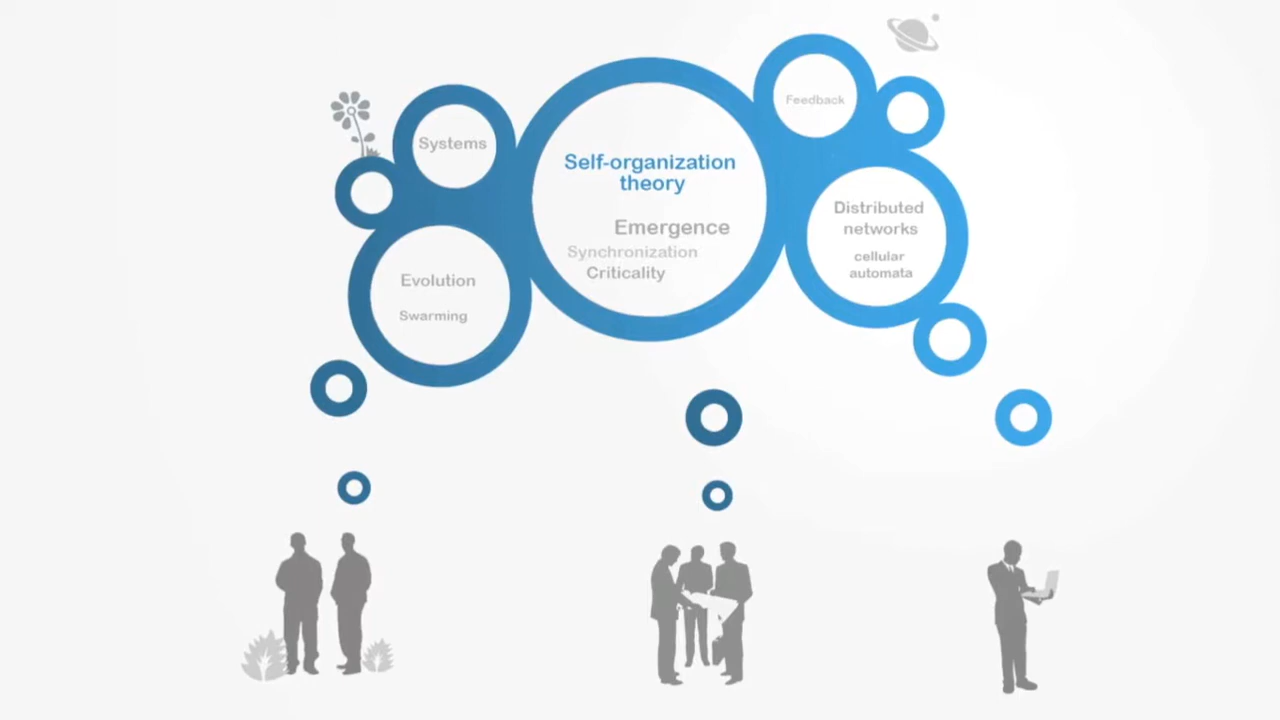 Systems
Evolution
Swarming
Self-organization
theory
Emergence
Synchronization
Criticality
Feedback
Distributed
networks
cellular
automata